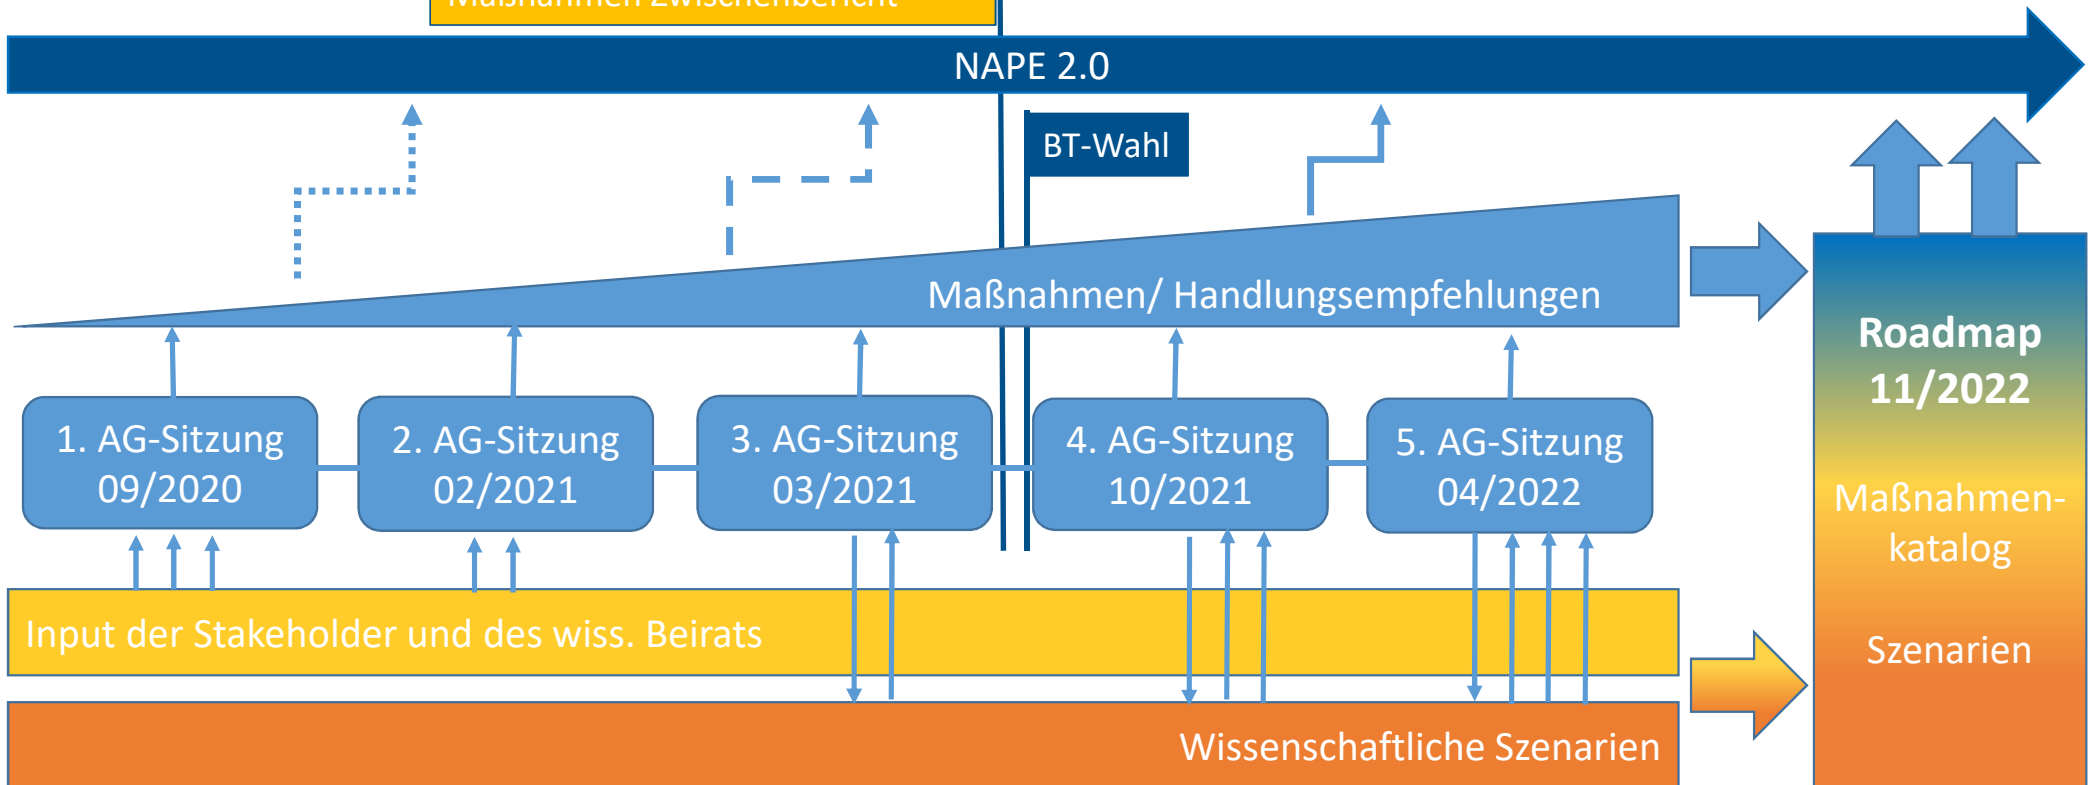 Maßnahmen Zwischenbericht
NAPE 2.0
BT-Wahl
Maßnahmen/ Handlungsempfehlungen
1. AG-Sitzung
09/2020
2. AG-Sitzung
02/2021
3. AG-Sitzung
03/2021
4. AG-Sitzung
10/2021
5. AG-Sitzung
04/2022
Input der Stakeholder und des wiss. Beirats
Wissenschaftliche Szenarien
Roadmap
11/2022
Maßnahmen-
katalog
Szenarien